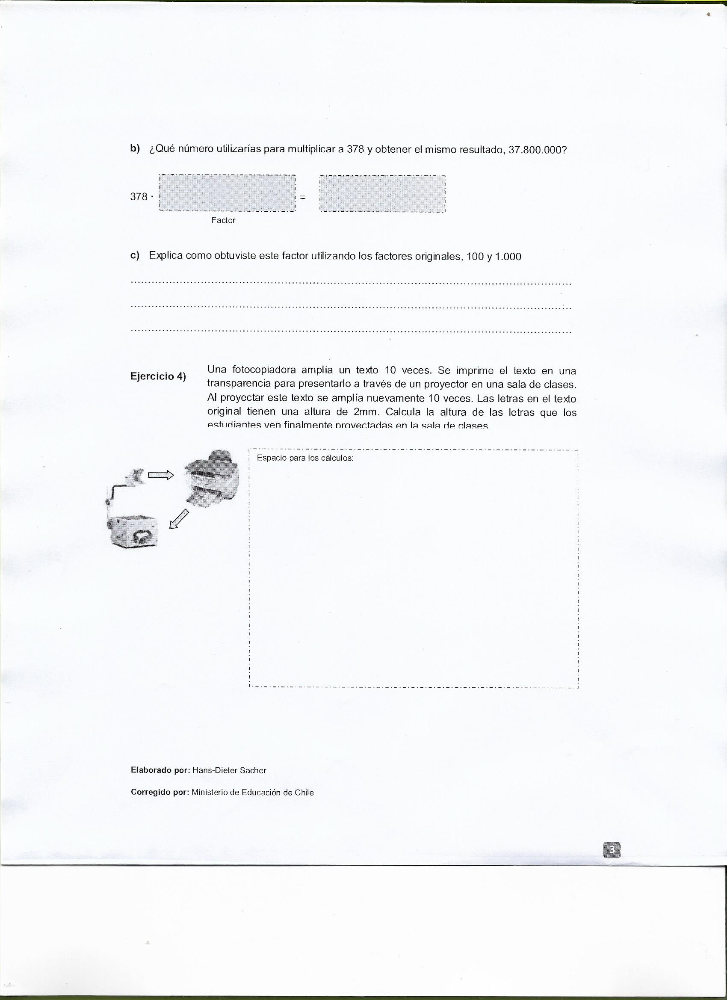 b) ¿Qué número utilizarías para multiplicar a 378 y obtener el mismo resultado, 37.800.000?
378 · =
Factor
c) Explica como obtuviste este factor utilizando los factores originales, 100 y 1.000
Ejercicio 4)
Una fotocopiadora amplía un texto 10 veces. Se imprime el texto en una
transparencia para presentarlo a través de un proyector en una sala de clases.
Al proyectar este texto se amplía nuevamente 10 veces. Las letras en el texto
original tienen una altura de 2mm. Calcula la altura de las letras que los
estudiantes ven finalmente proyectadas en la sala de clases
Espacio para los cálculos:
Elaborado por: Hans-Dieter Sacher
Corregido por: Ministerio de Educación de Chile
3